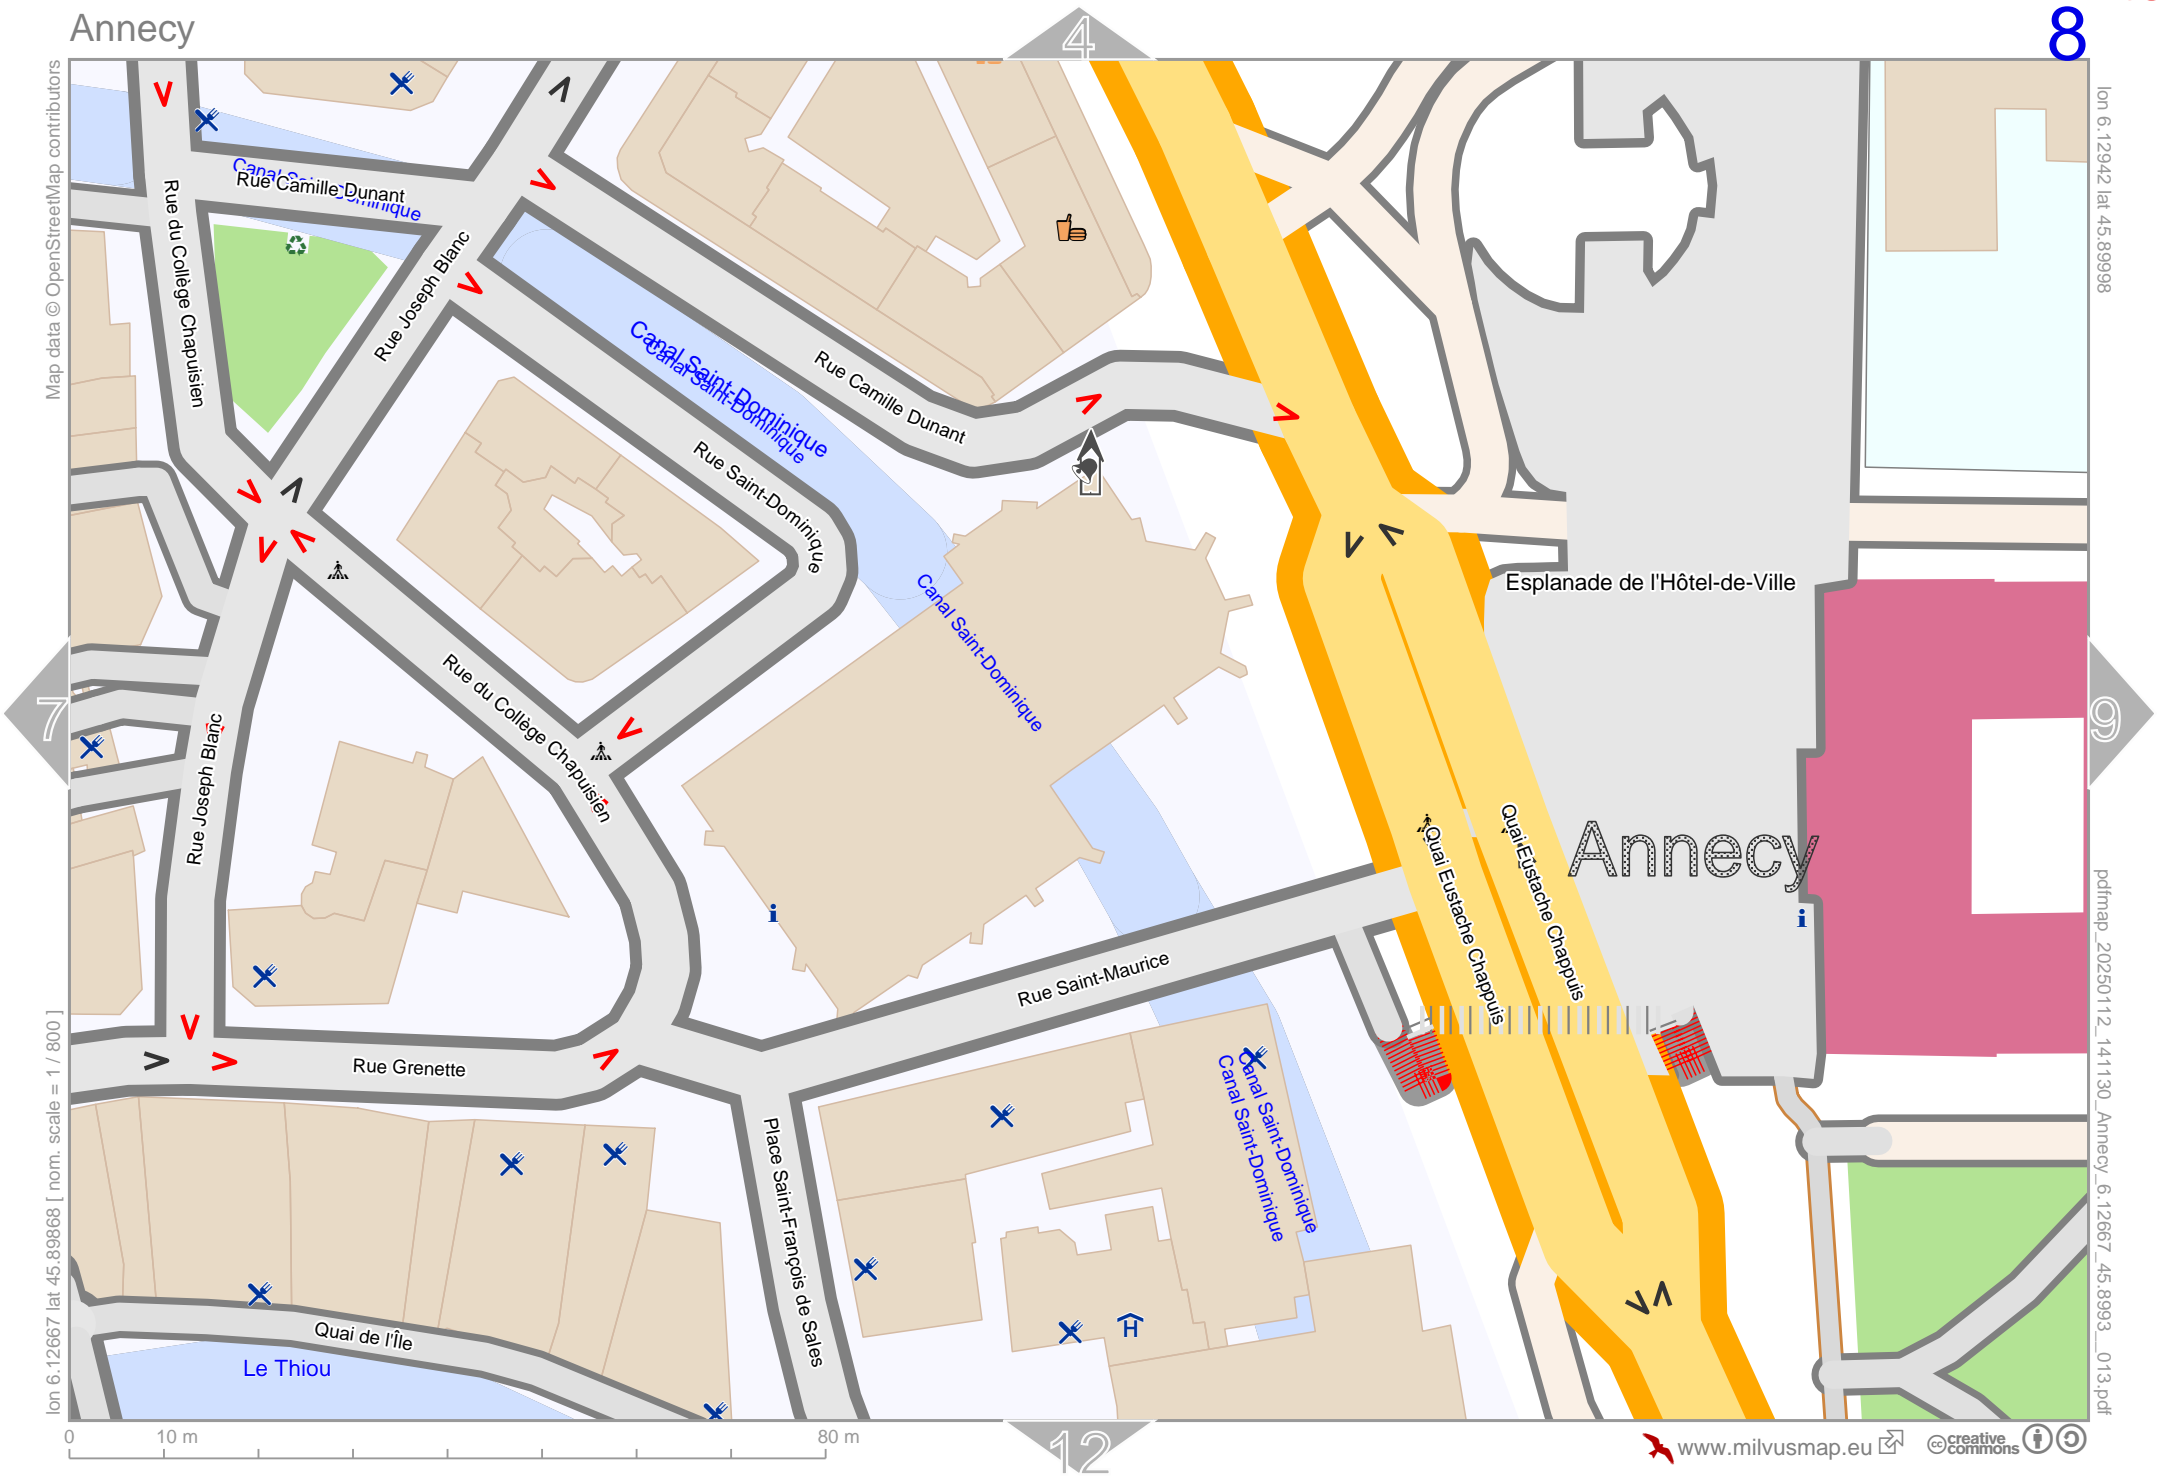 Annecy
4
8
Map data © OpenStreetMap contributors
lon 6.12942 lat 45.89998
Canal Saint-Dominique
Rue Camille Dunant
Rue du Collège Chapuisien
Rue Joseph Blanc
Canal Saint-Dominique
Canal Saint-Dominique
Rue Camille Dunant
Rue Saint-Dominique
Canal Saint-Dominique
Esplanade de l'Hôtel-de-Ville
7
9
Rue du Collège Chapuisien
Rue Joseph Blanc
Quai Eustache Chappuis
Quai Eustache Chappuis
Annecy
i
i
Rue Saint-Maurice
Rue Grenette
Canal Saint-Dominique
Canal Saint-Dominique
Place Saint-François de Sales
H
Quai de l'Île
Le Thiou
lon 6.12667 lat 45.89868 [ nom. scale = 1 / 800 ]
pdfmap_20250112_141130_Annecy_6.12667_45.8993__013.pdf
0
10 m
80 m
12
www.milvusmap.eu
cc creative commons